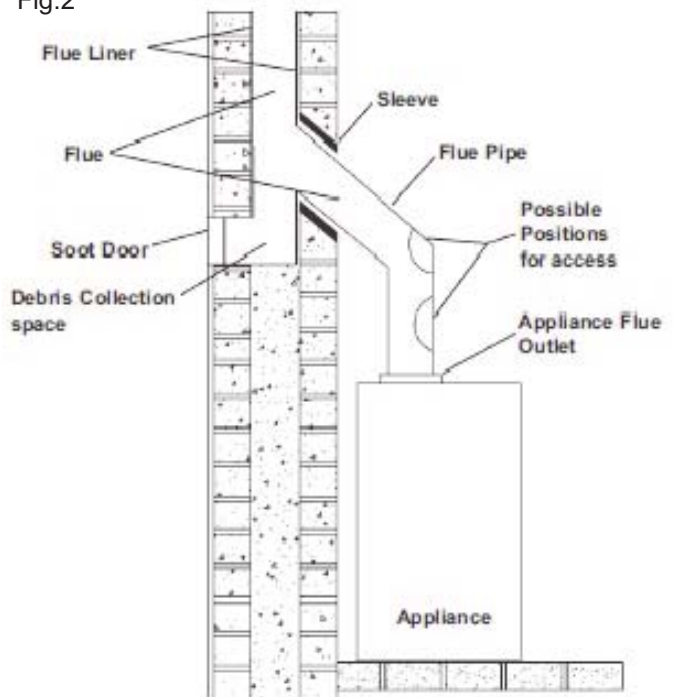 Fig.2
Flue Liner
Sleeve
Flue
Flue Pipe
Possible
Positions
for access
Soot Door
Debris Collection
space
Appliance Flue
Outlet
Appliance